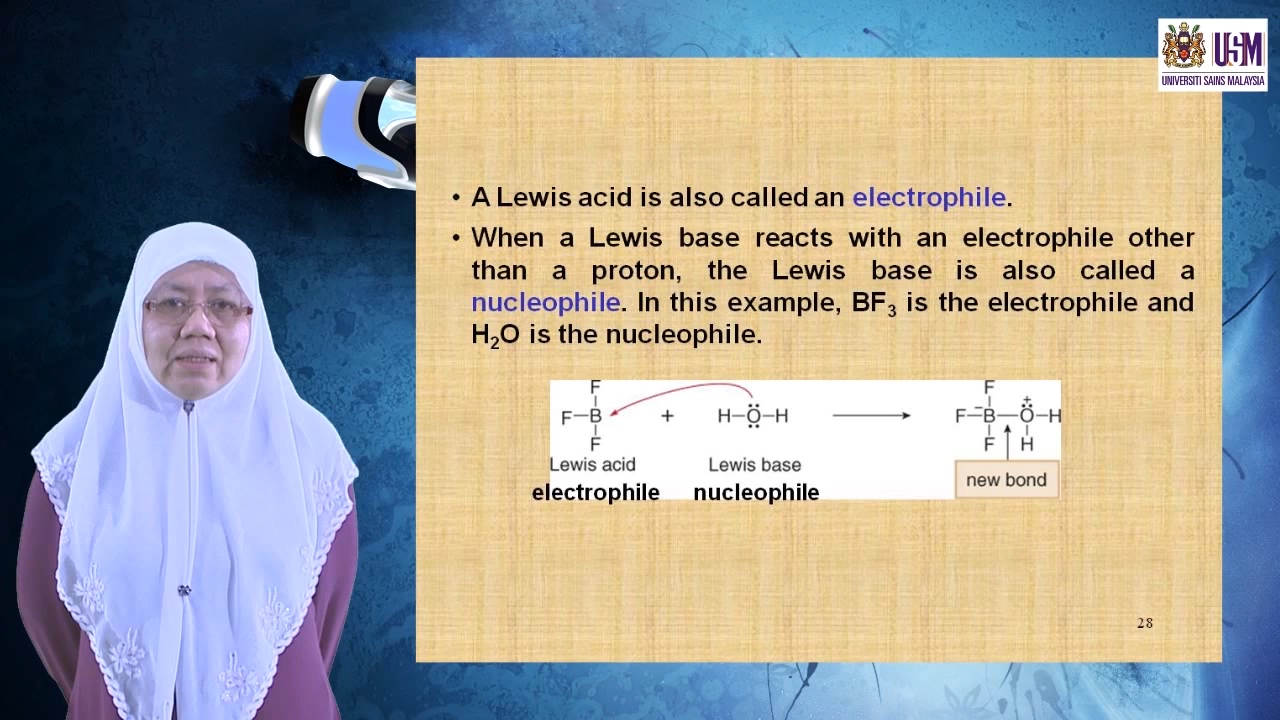 USM
UNIVERSITI SAINS MALAYSIA
• A Lewis acid is also called an electrophile.
• When a Lewis base reacts with an electrophile other
than a proton, the Lewis base is also called a
nucleophile. In this example, BF₃ is the electrophile and
H₂O is the nucleophile.
F F
F–B + H–Ö–H F–B–O–H
F F H
Lewis acid Lewis base
new bond
electrophile nucleophile
28